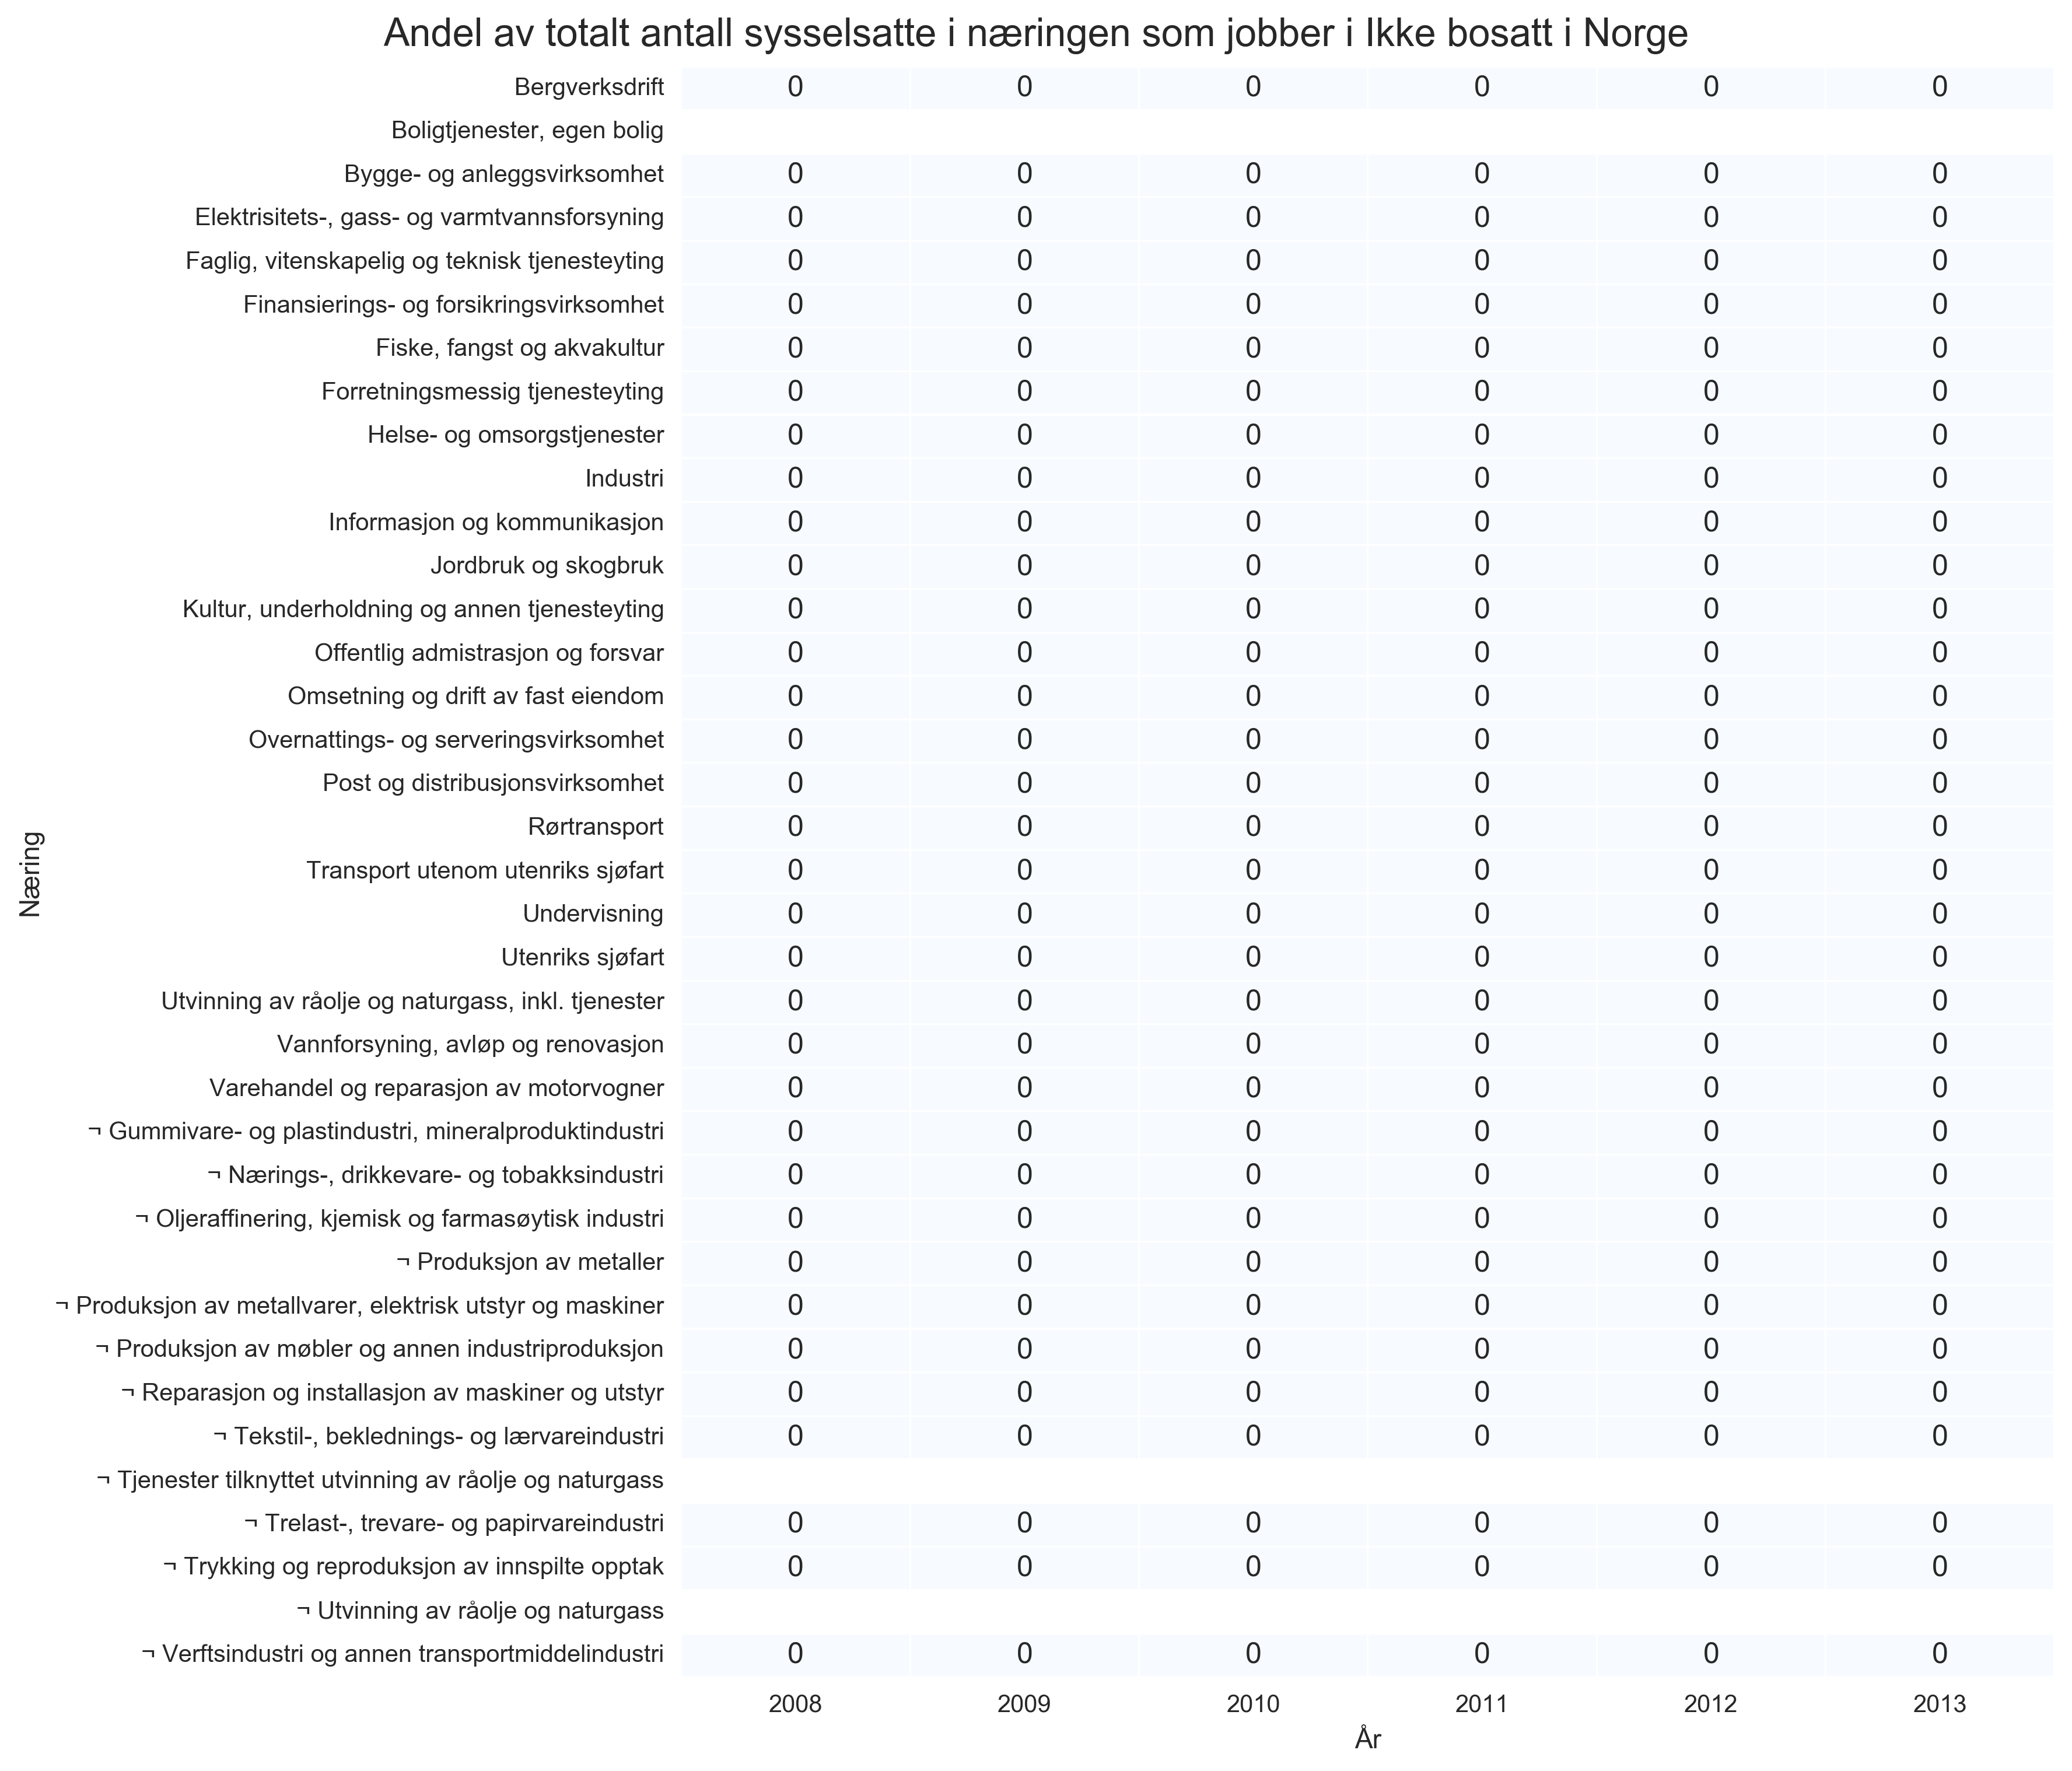 Andel av totalt antall sysselsatte i næringen som jobber i Ikke bosatt i Norge
Bergverksdrift 0 0 0 0 0 0
Boligtjenester, egen bolig
Bygge- og anleggsvirksomhet 0 0 0 0 0 0
Elektrisitets-, gass- og varmtvannsforsyning 0 0 0 0 0 0
Faglig, vitenskapelig og teknisk tjenesteyting 0 0 0 0 0 0
Finansierings- og forsikringsvirksomhet 0 0 0 0 0 0
Fiske, fangst og akvakultur 0 0 0 0 0 0
Forretningsmessig tjenesteyting 0 0 0 0 0 0
Helse- og omsorgstjenester 0 0 0 0 0 0
Industri 0 0 0 0 0 0
Informasjon og kommunikasjon 0 0 0 0 0 0
Jordbruk og skogbruk 0 0 0 0 0 0
Kultur, underholdning og annen tjenesteyting 0 0 0 0 0 0
Offentlig admistrasjon og forsvar 0 0 0 0 0 0
Omsetning og drift av fast eiendom 0 0 0 0 0 0
Overnattings- og serveringsvirksomhet 0 0 0 0 0 0
Post og distribusjonsvirksomhet 0 0 0 0 0 0
Rørtransport 0 0 0 0 0 0
Transport utenom utenriks sjøfart 0 0 0 0 0 0
Undervisning 0 0 0 0 0 0
Utenriks sjøfart 0 0 0 0 0 0
Utvinning av råolje og naturgass, inkl. tjenester 0 0 0 0 0 0
Vannforsyning, avløp og renovasjon 0 0 0 0 0 0
Varehandel og reparasjon av motorvogner 0 0 0 0 0 0
¬ Gummivare- og plastindustri, mineralproduktindustri 0 0 0 0 0 0
¬ Nærings-, drikkevare- og tobakksindustri 0 0 0 0 0 0
¬ Oljeraffinering, kjemisk og farmasøytisk industri 0 0 0 0 0 0
¬ Produksjon av metaller 0 0 0 0 0 0
¬ Produksjon av metallvarer, elektrisk utstyr og maskiner 0 0 0 0 0 0
¬ Produksjon av møbler og annen industriproduksjon 0 0 0 0 0 0
¬ Reparasjon og installasjon av maskiner og utstyr 0 0 0 0 0 0
¬ Tekstil-, beklednings- og lærvareindustri 0 0 0 0 0 0
¬ Tjenester tilknyttet utvinning av råolje og naturgass
¬ Trelast-, trevare- og papirvareindustri 0 0 0 0 0 0
¬ Trykking og reproduksjon av innspilte opptak 0 0 0 0 0 0
¬ Utvinning av råolje og naturgass
¬ Verftsindustri og annen transportmiddelindustri 0 0 0 0 0 0
2008 2009 2010 2011 2012 2013
År
Næring